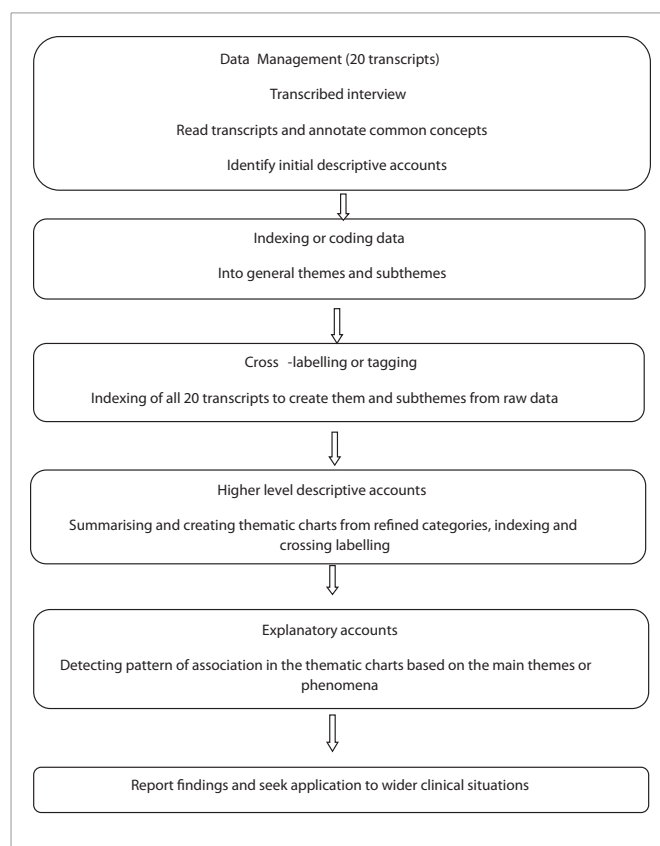 Data Management (20 transcripts)
Transcribed interview
Read transcripts and annotate common concepts
Identify initial descriptive accounts
Indexing or coding data
Into general themes and subthemes
Cross -labelling or tagging
Indexing of all 20 transcripts to create them and subthemes from raw data
Higher level descriptive accounts
Summarising and creating thematic charts from refined categories, indexing and
crossing labelling
Explanatory accounts
Detecting pattern of association in the thematic charts based on the main themes or
phenomena
Report findings and seek application to wider clinical situations